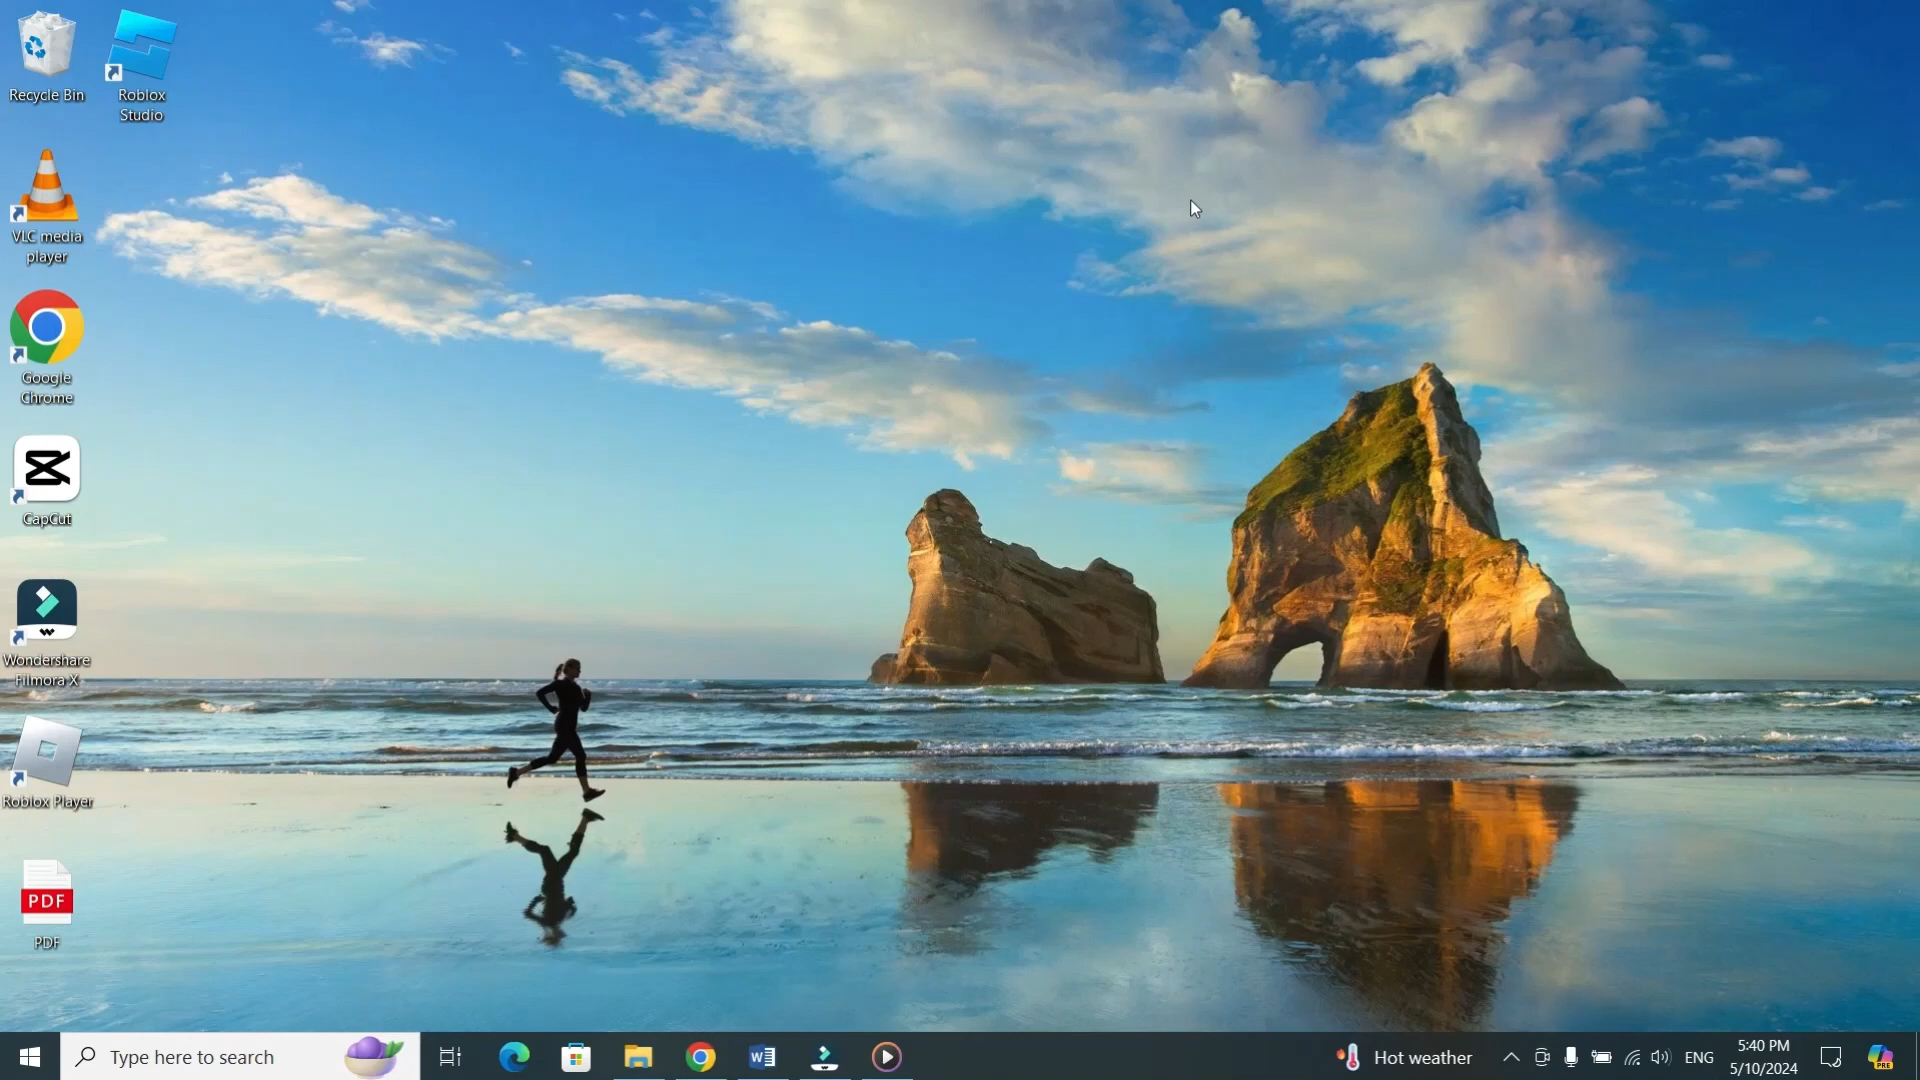 Recycle Bin
Roblox
Studio
VLC media
player
Google
Chrome
CapCut
Wondershare
Filmora X
Roblox Player
PDF
PDF
Type here to search
W
Hot weather
ENG
5:40 PM
5/10/2024
PRE